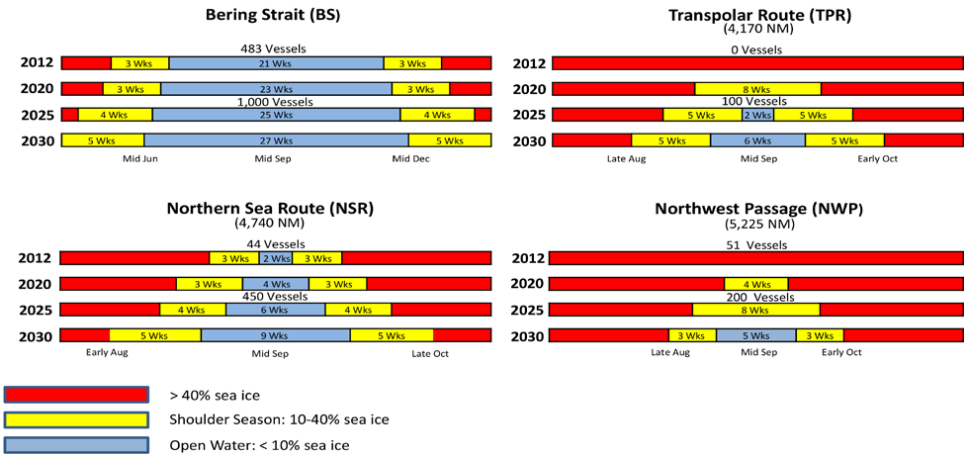 Bering Strait (BS)
483 Vessels
2012 3 Wks 21 Wks 3 Wks
2020 3 Wks 23 Wks 3 Wks
1,000 Vessels
2025 4 Wks 25 Wks 4 Wks
2030 5 Wks 27 Wks 5 Wks
Mid Jun Mid Sep Mid Dec
Transpolar Route (TPR)
(4,170 NM)
0 Vessels
2012
2020 8 Wks
100 Vessels
2025 5 Wks 2 Wks 5 Wks
2030 5 Wks 6 Wks 5 Wks
Late Aug Mid Sep Early Oct
Northern Sea Route (NSR)
(4,740 NM)
44 Vessels
2012 3 Wks 2 Wks 3 Wks
2020 3 Wks 4 Wks 3 Wks
450 Vessels
2025 4 Wks 6 Wks 4 Wks
2030 5 Wks 9 Wks 5 Wks
Early Aug Mid Sep Late Oct
Northwest Passage (NWP)
(5,225 NM)
51 Vessels
2012
2020 4 Wks
200 Vessels
2025 8 Wks
2030 3 Wks 5 Wks 3 Wks
Late Aug Mid Sep Early Oct
> 40% sea ice
Shoulder Season: 10-40% sea ice
Open Water: < 10% sea ice